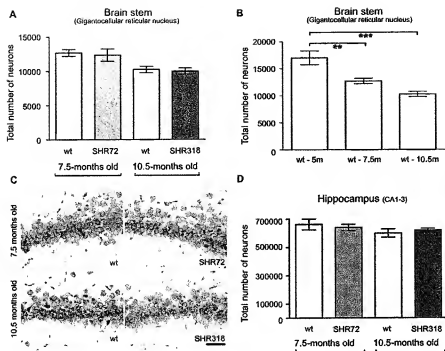 A
Brain stem
(Gigantocellular reticular nucleus)
Total number of neurons
15000
10000
5000
0
wt
SHR72
wt
SHR318
7.5-months old
10.5-months old
B
Brain stem
(Gigantocellular reticular nucleus)
Total number of neurons
20000
15000
10000
5000
0
***
**
wt - 5m
wt - 7.5m
wt - 10.5m
C
7.5 months old
wt
SHR72
10.5 months old
wt
SHR318
D
Hippocampus (CA1-3)
Total number of neurons
700000
500000
300000
100000
0
wt
SHR72
wt
SHR318
7.5-months old
10.5-months old